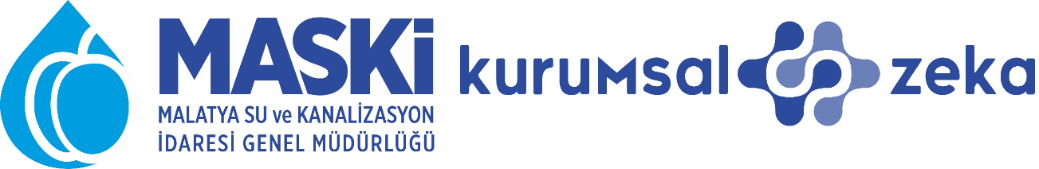 MASKİ
MALATYA SU ve KANALİZASYON
İDARESİ GENEL MÜDÜRLÜĞÜ
kurumsal zeka